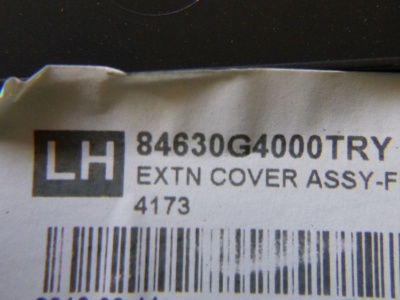 LH 84630G4000TRY
EXTN COVER ASSY-F
4173